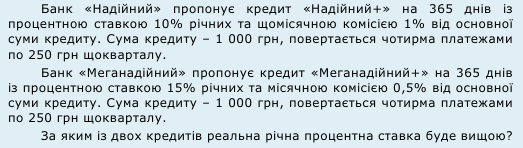 Банк «Надійний» пропонує кредит «Надійний+» на 365 днів із
процентною ставкою 10% річних та щомісячною комісією 1% від основної
суми кредиту. Сума кредиту – 1 000 грн, повертається чотирма платежами
по 250 грн щокварталу.
Банк «Меганадійний» пропонує кредит «Меганадійний+» на 365 днів
із процентною ставкою 15% річних та місячною комісією 0,5% від основної
суми кредиту. Сума кредиту – 1 000 грн, повертається чотирма платежами
по 250 грн щокварталу.
За яким із двох кредитів реальна річна процентна ставка буде вищою?